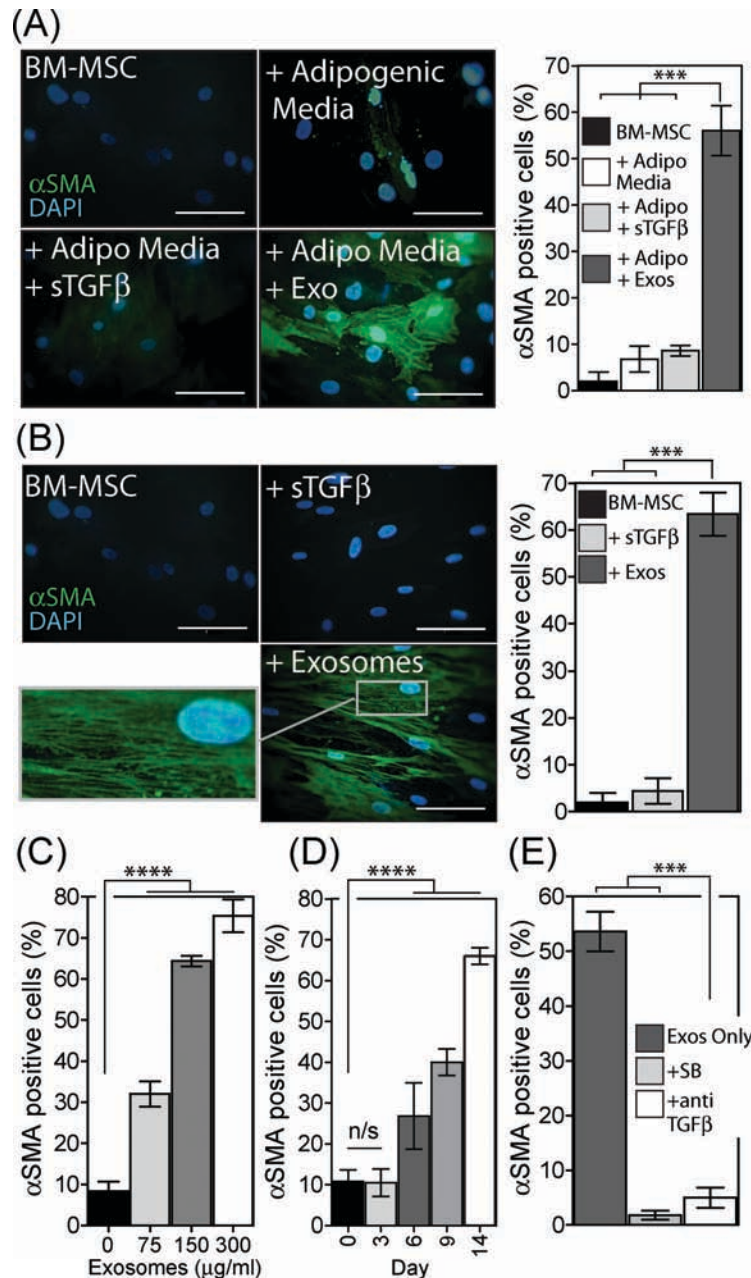 (A)
BM-MSC
αSMA
DAPI
+ Adipogenic
Media
+ Adipo Media
+ sTGFβ
+ Adipo Media
+ Exo
αSMA positive cells (%)
70
60
50
40
30
20
10
0
***
BM-MSC
+ Adipo
Media
+ Adipo
+ sTGFβ
+ Adipo
+ Exos
(B)
BM-MSC
αSMA
DAPI
+ sTGFβ
+ Exosomes
αSMA positive cells (%)
70
60
50
40
30
20
10
0
***
BM-MSC
+ sTGFβ
+ Exos
(C)
****
αSMA positive cells (%)
80
70
60
50
40
30
20
10
0
0 75 150 300
Exosomes (μg/ml)
(D)
****
αSMA positive cells (%)
80
70
60
50
40
30
20
10
0
n/s
0 3 6 9 14
Day
(E)
***
αSMA positive cells (%)
60
50
40
30
20
10
0
Exos Only
+SB
+anti
TGFβ